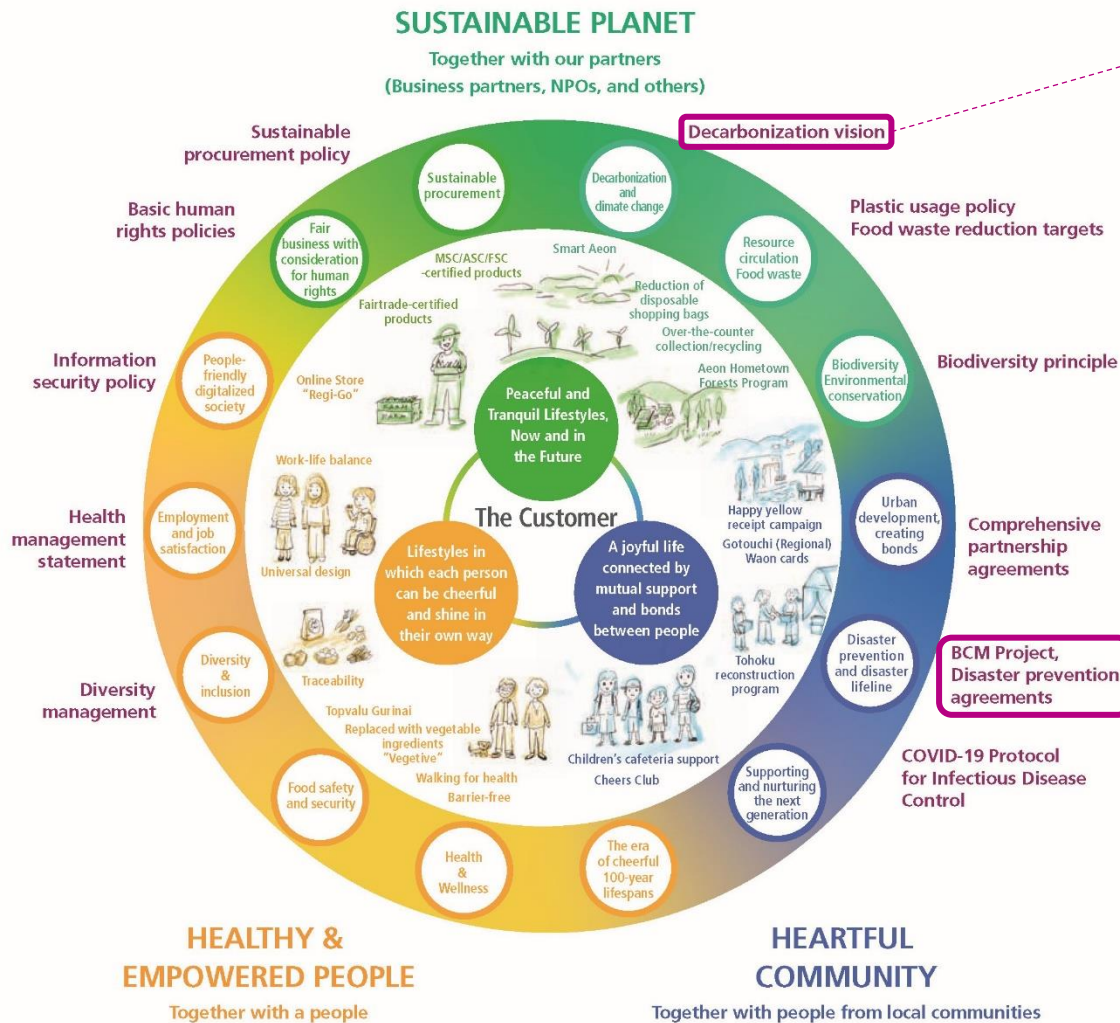 SUSTAINABLE PLANET
Together with our partners
(Business partners, NPOs, and others)
Sustainable
procurement policy
Decarbonization vision
Basic human
rights policies
Plastic usage policy
Food waste reduction targets
Information
security policy
Biodiversity principle
Health
management
statement
Comprehensive
partnership
agreements
Diversity
management
BCM Project,
Disaster prevention
agreements
COVID-19 Protocol
for Infectious Disease
Control
Sustainable
procurement
Decarbonization
and
climate change
Fair
business with
consideration
for human
rights
Resource
circulation
Food waste
People-
friendly
digitalized
society
Biodiversity
Environmental
conservation
Employment
and job
satisfaction
Urban
development,
creating
bonds
Diversity
&
inclusion
Disaster
prevention
and disaster
lifeline
Food safety
and security
Supporting
and nurturing
the next
generation
Health
&
Wellness
The era
of cheerful
100-year
lifespans
MSC/ASC/FSC
-certified products
Smart Aeon
Fairtrade-certified
products
Reduction of
disposable
shopping bags
Over-the-counter
collection/recycling
Online Store
"Regi-Go"
Aeon Hometown
Forests Program
Peaceful and
Tranquil Lifestyles,
Now and in
the Future
Work-life balance
The Customer
Happy yellow
receipt campaign
Gotouchi (Regional)
Waon cards
Universal design
Lifestyles in
which each person
can be cheerful
and shine in
their own way
A joyful life
connected by
mutual support
and bonds
between people
Traceability
Tohoku
reconstruction
program
Topvalu Gurinai
Replaced with vegetable
ingredients
"Vegetive"
Walking for health
Barrier-free
Children's cafeteria support
Cheers Club
HEALTHY &
EMPOWERED PEOPLE
Together with a people
HEARTFUL
COMMUNITY
Together with people from local communities